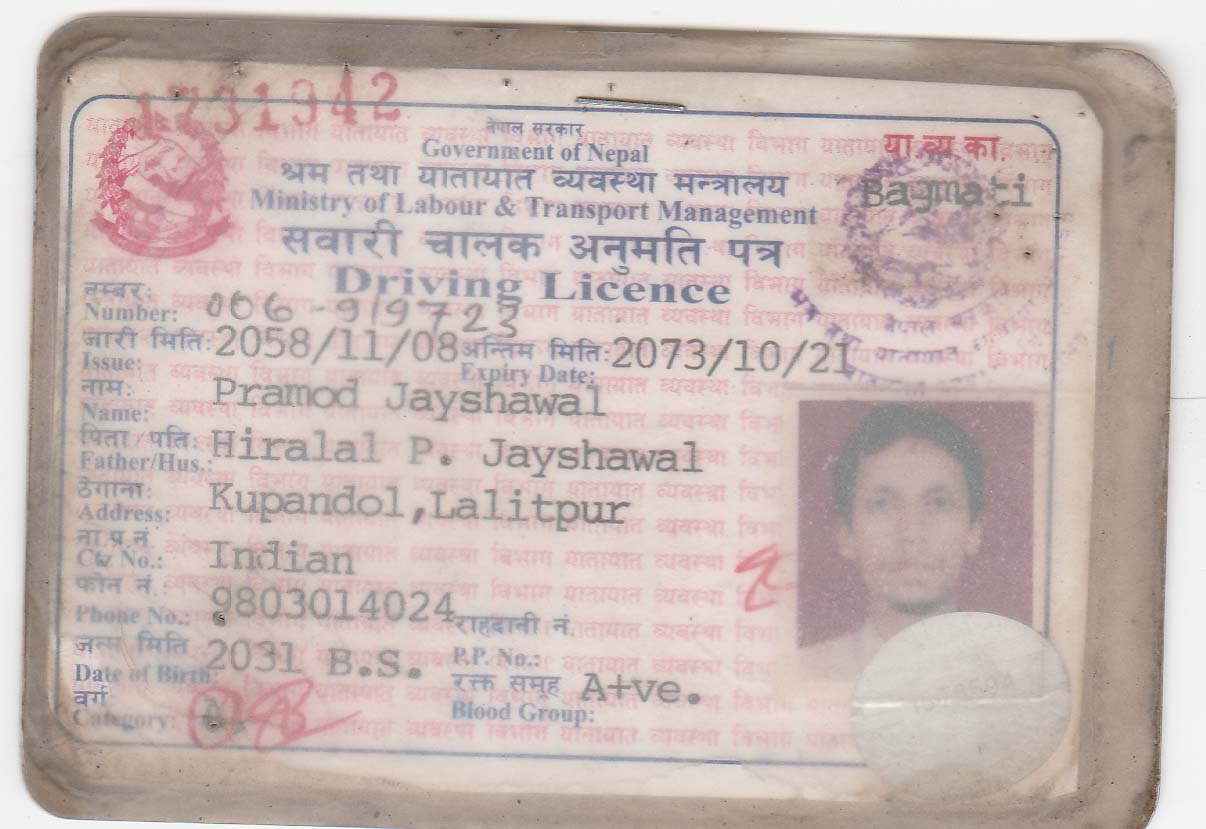 1731942
नेपाल सरकार
Government of Nepal
या.व्य.का.
श्रम तथा यातायात व्यवस्था मन्त्रालय
Bagmati
Ministry of Labour & Transport Management
सवारी चालक अनुमति पत्र
Driving Licence
नम्बर:
Number: 006-919723
जारी मिति: 2058/11/08 अन्तिम मिति: 2073/10/21
Issue: Expiry Date:
नाम: Pramod Jayshawal
Name:
पिता/पति: Hiralal P. Jayshawal
Father/Hus.:
ठेगाना: Kupandol,Lalitpur
Address:
ना.प्र.नं.
Ctz No.: Indian
फोन नं.: 9803014024 राहदानी नं.
Phone No.:
जन्म मिति 2031 B.S. P.P. No.:
Date of Birth: रक्त समूह A+ve.
वर्ग Blood Group:
Category: A